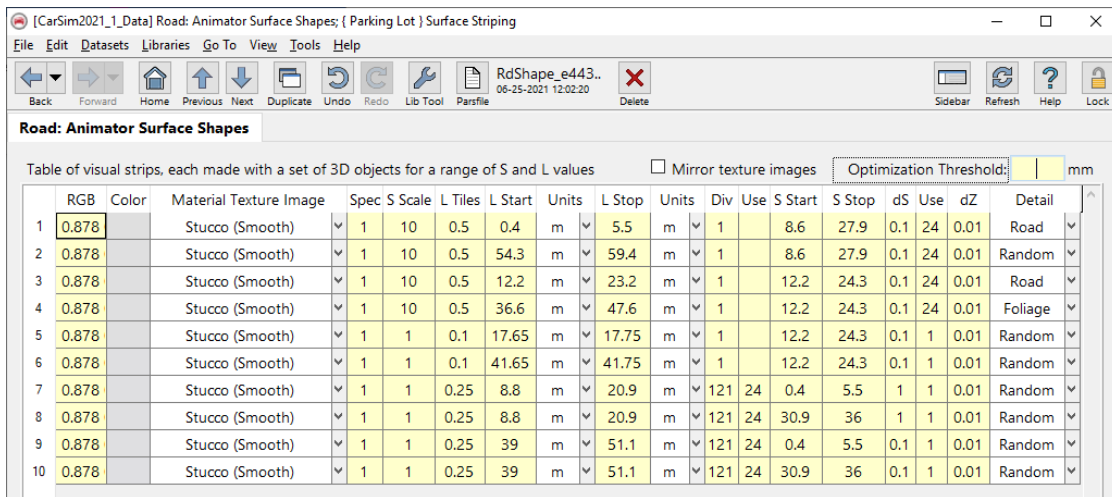 [CarSim2021_1_Data] Road: Animator Surface Shapes; { Parking Lot } Surface Striping
File Edit Datasets Libraries Go To View Tools Help
Back Forward Home Previous Next Duplicate Undo Redo Lib Tool Parsfile RdShape_e443.. 06-25-2021 12:02:20 Delete Sidebar Refresh Help Lock
Road: Animator Surface Shapes
Table of visual strips, each made with a set of 3D objects for a range of S and L values Mirror texture images Optimization Threshold: mm
RGB Color Material Texture Image Spec S Scale L Tiles L Start Units L Stop Units Div Use S Start S Stop dS Use dZ Detail
1 0.878 Stucco (Smooth) 1 10 0.5 0.4 m 5.5 m 1 8.6 27.9 0.1 24 0.01 Road
2 0.878 Stucco (Smooth) 1 10 0.5 54.3 m 59.4 m 1 8.6 27.9 0.1 24 0.01 Random
3 0.878 Stucco (Smooth) 1 10 0.5 12.2 m 23.2 m 1 12.2 24.3 0.1 24 0.01 Road
4 0.878 Stucco (Smooth) 1 10 0.5 36.6 m 47.6 m 1 12.2 24.3 0.1 24 0.01 Foliage
5 0.878 Stucco (Smooth) 1 1 0.1 17.65 m 17.75 m 1 12.2 24.3 0.1 1 0.01 Random
6 0.878 Stucco (Smooth) 1 1 0.1 41.65 m 41.75 m 1 12.2 24.3 0.1 1 0.01 Random
7 0.878 Stucco (Smooth) 1 1 0.25 8.8 m 20.9 m 121 24 0.4 5.5 1 1 0.01 Random
8 0.878 Stucco (Smooth) 1 1 0.25 8.8 m 20.9 m 121 24 30.9 36 1 1 0.01 Random
9 0.878 Stucco (Smooth) 1 1 0.25 39 m 51.1 m 121 24 0.4 5.5 0.1 1 0.01 Random
10 0.878 Stucco (Smooth) 1 1 0.25 39 m 51.1 m 121 24 30.9 36 0.1 1 0.01 Random